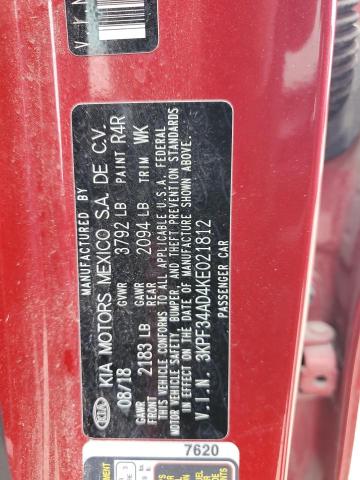 MANUFACTURED BY
KIA KIA MOTORS MEXICO S.A. DE C.V.
08/18 GVWR 3792 LB PAINT R4R
GAWR FRONT 2183 LB GAWR REAR 2094 LB TRIM WK
THIS VEHICLE CONFORMS TO ALL APPLICABLE U.S.A. FEDERAL
MOTOR VEHICLE SAFETY, BUMPER, AND THEFT PREVENTION STANDARDS
IN EFFECT ON THE DATE OF MANUFACTURE SHOWN ABOVE.
V.I.N. 3KPF34AD4KE021812
PASSENGER CAR
7620